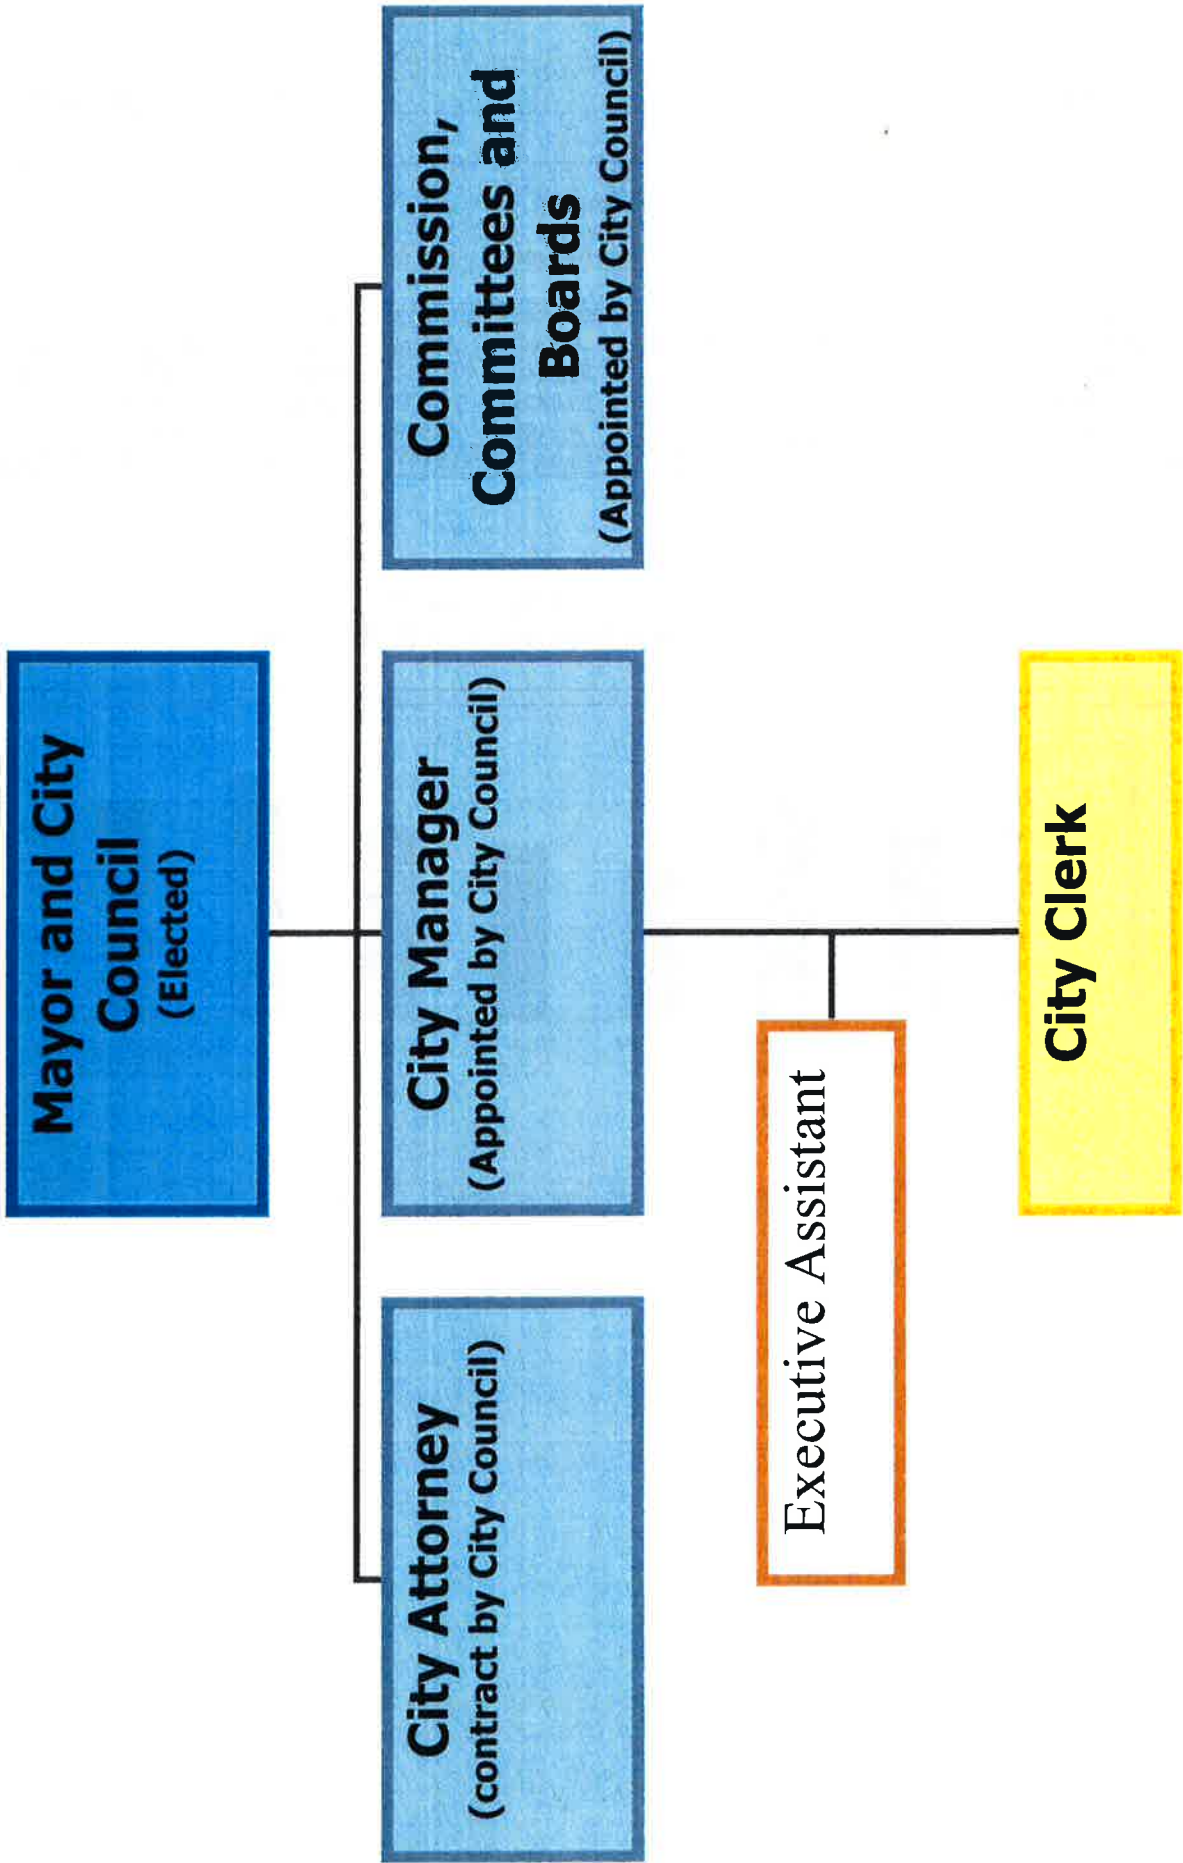 Mayor and City
Council
(Elected)
City Attorney
(contract by City Council)
City Manager
(Appointed by City Council)
Commission,
Committees and
Boards
(Appointed by City Council)
Executive Assistant
City Clerk